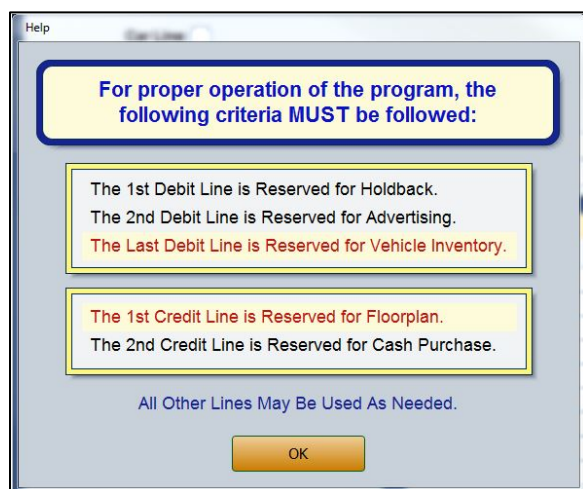 Help
Car Line
For proper operation of the program, the
following criteria MUST be followed:
The 1st Debit Line is Reserved for Holdback.
The 2nd Debit Line is Reserved for Advertising.
The Last Debit Line is Reserved for Vehicle Inventory.
The 1st Credit Line is Reserved for Floorplan.
The 2nd Credit Line is Reserved for Cash Purchase.
All Other Lines May Be Used As Needed.
OK